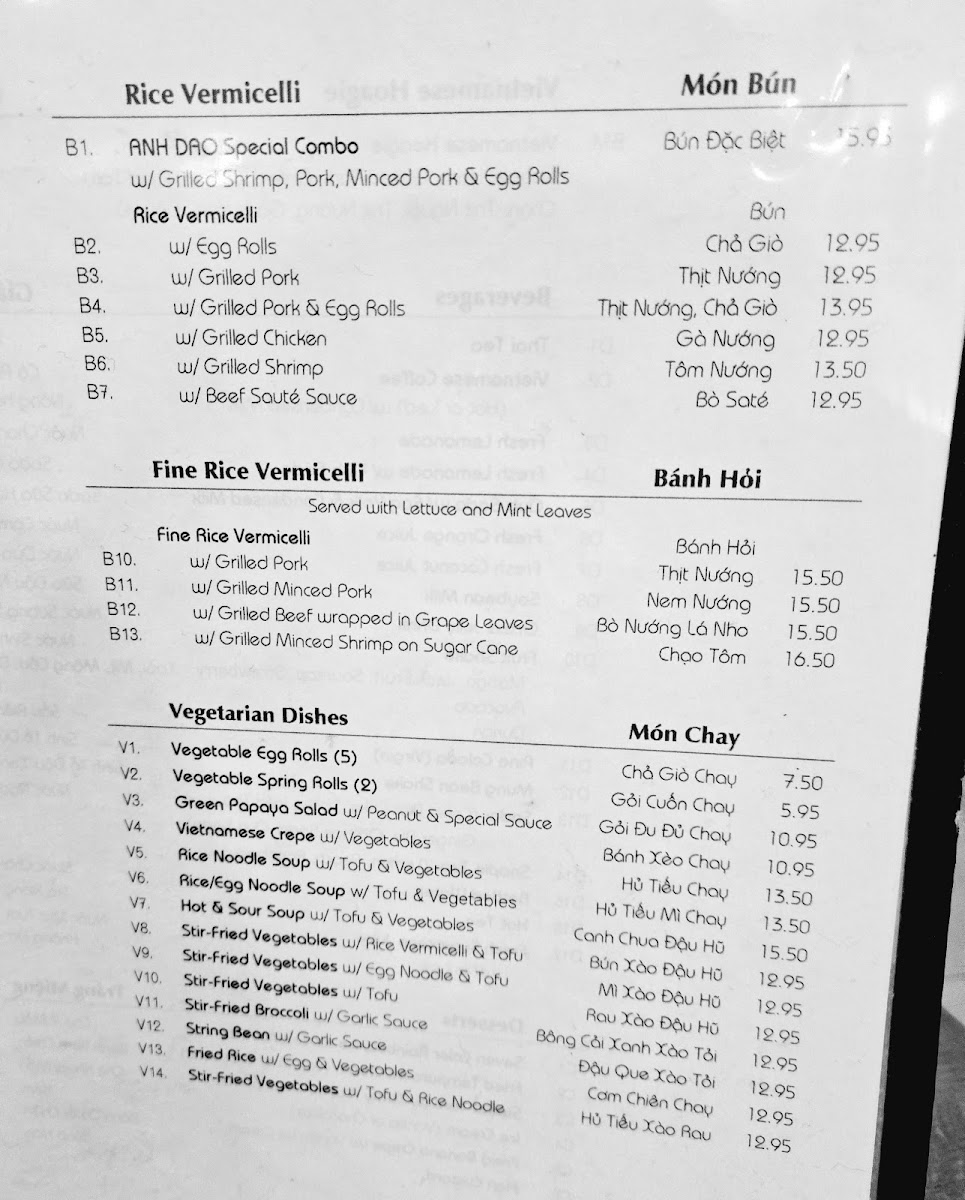 Rice Vermicelli Món Bún
B1. ANH DAO Special Combo Bún Đặc Biệt 15.95
w/ Grilled Shrimp, Pork, Minced Pork & Egg Rolls
Rice Vermicelli Bún
B2. w/ Egg Rolls Chả Giò 12.95
B3. w/ Grilled Pork Thịt Nướng 12.95
B4. w/ Grilled Pork & Egg Rolls Thịt Nướng, Chả Giò 13.95
B5. w/ Grilled Chicken Gà Nướng 12.95
B6. w/ Grilled Shrimp Tôm Nướng 13.50
B7. w/ Beef Sauté Sauce Bò Saté 12.95
Fine Rice Vermicelli Bánh Hỏi
Served with Lettuce and Mint Leaves
Fine Rice Vermicelli Bánh Hỏi
B10. w/ Grilled Pork Thịt Nướng 15.50
B11. w/ Grilled Minced Pork Nem Nướng 15.50
B12. w/ Grilled Beef wrapped in Grape Leaves Bò Nướng Lá Nho 15.50
B13. w/ Grilled Minced Shrimp on Sugar Cane Chạo Tôm 16.50
Vegetarian Dishes Món Chay
V1. Vegetable Egg Rolls (5) Chả Giò Chay 7.50
V2. Vegetable Spring Rolls (2) Gỏi Cuốn Chay 5.95
V3. Green Papaya Salad w/ Peanut & Special Sauce Gỏi Đu Đủ Chay 10.95
V4. Vietnamese Crepe w/ Vegetables Bánh Xèo Chay 10.95
V5. Rice Noodle Soup w/ Tofu & Vegetables Hủ Tiếu Chay 13.50
V6. Rice/Egg Noodle Soup w/ Tofu & Vegetables Hủ Tiếu Mì Chay 13.50
V7. Hot & Sour Soup w/ Tofu & Vegetables Canh Chua Đậu Hũ 15.50
V8. Stir-Fried Vegetables w/ Rice Vermicelli & Tofu Bún Xào Đậu Hũ 12.95
V9. Stir-Fried Vegetables w/ Egg Noodle & Tofu Mì Xào Đậu Hũ 12.95
V10. Stir-Fried Vegetables w/ Tofu Rau Xào Đậu Hũ 12.95
V11. Stir-Fried Broccoli w/ Garlic Sauce Bông Cải Xanh Xào Tỏi 12.95
V12. String Bean w/ Garlic Sauce Đậu Que Xào Tỏi 12.95
V13. Fried Rice w/ Egg & Vegetables Cơm Chiên Chay 12.95
V14. Stir-Fried Vegetables w/ Tofu & Rice Noodle Hủ Tiếu Xào Rau 12.95